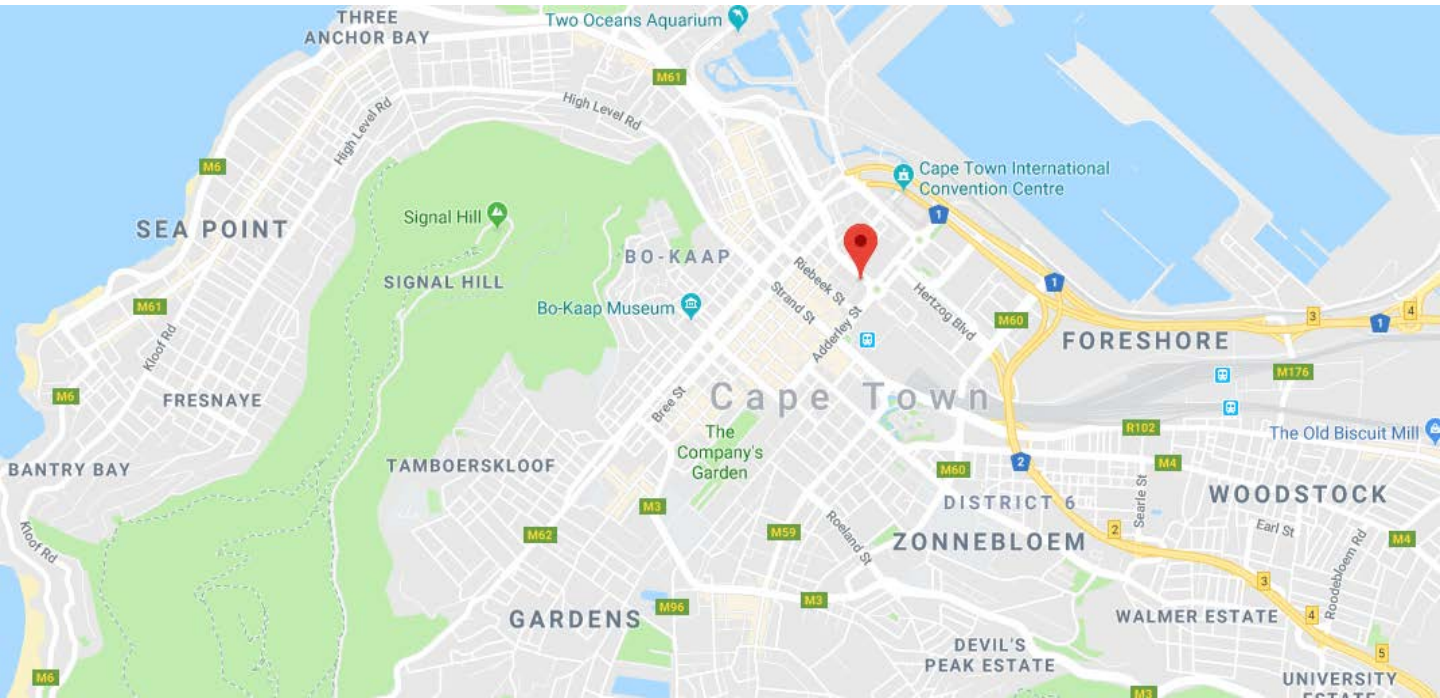 THREE
ANCHOR BAY
Two Oceans Aquarium
M61
High Level Rd
High Level Rd
M6
Cape Town International
Convention Centre
Signal Hill
1
SEA POINT
BO-KAAP
SIGNAL HILL
Riebeek St
Strand St
Hertzog Blvd
1
M61
Bo-Kaap Museum
Adderley St
M60
3
4
1
Kloof Rd
FORESHORE
M176
M6
FRESNAYE
Bree St
Cape Town
R102
The Old Biscuit Mill
The
Company's
Garden
BANTRY BAY
TAMBOERSKLOOF
M60
2
M4
DISTRICT 6
Searle St
WOODSTOCK
M3
Kloof Rd
M62
M59
Roeland St
ZONNEBLOEM
2
Earl St
Roodebloem Rd
M4
3
GARDENS
M96
M3
WALMER ESTATE
4
DEVIL'S
PEAK ESTATE
5
M6
M3
UNIVERSITY
ESTATE